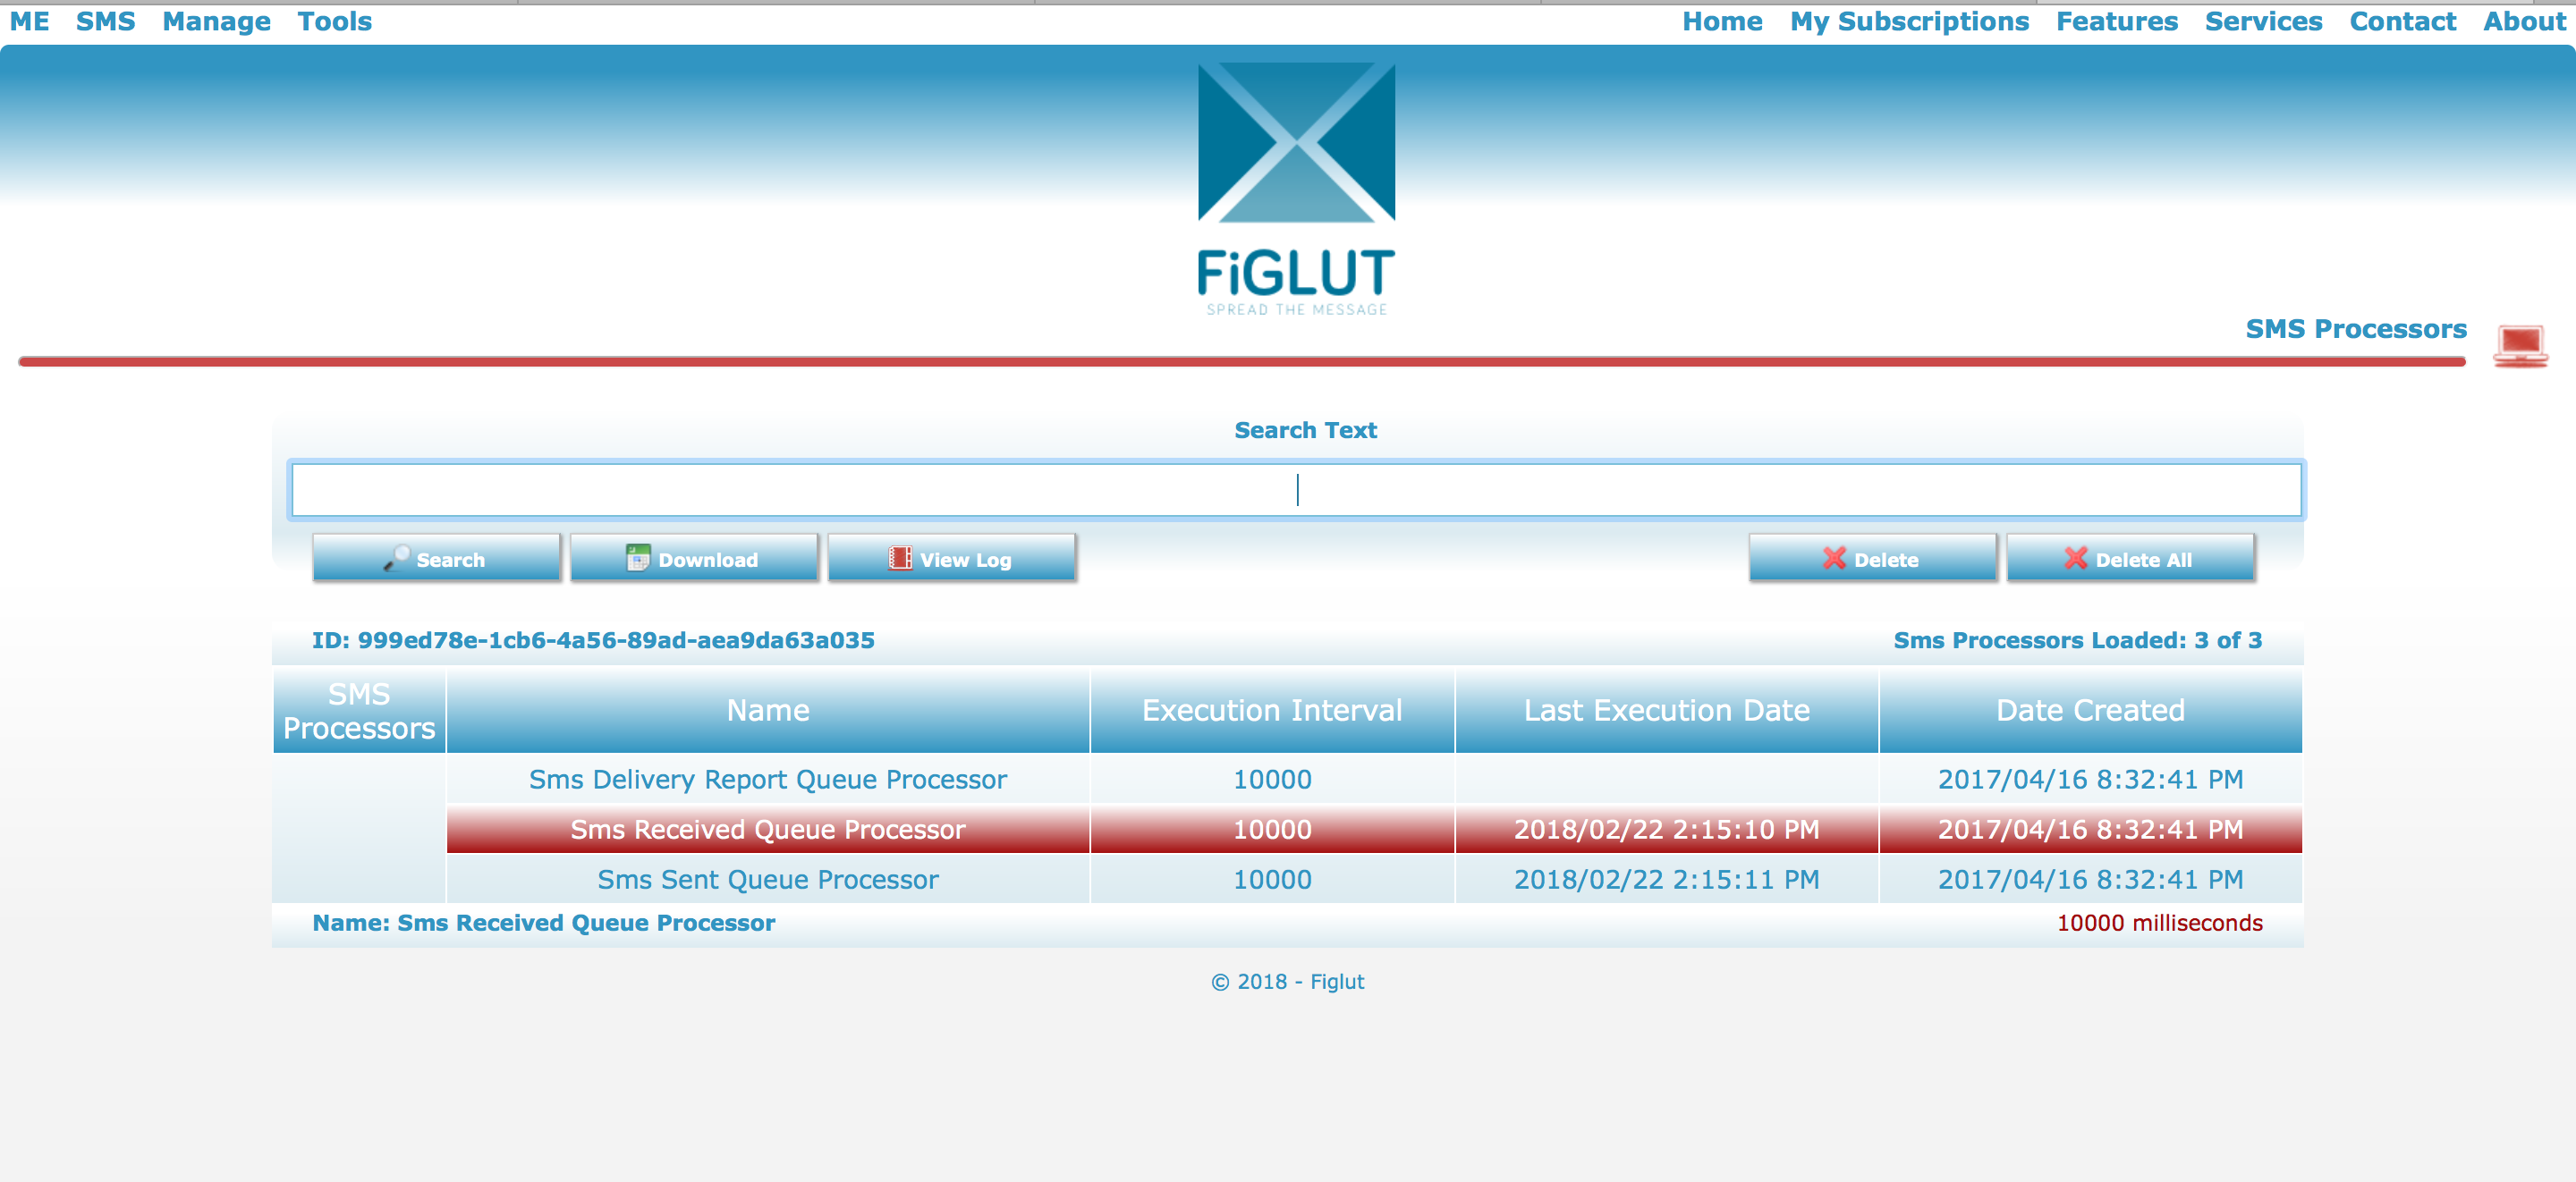 ME SMS Manage Tools Home My Subscriptions Features Services Contact About
FiGLUT
SPREAD THE MESSAGE
SMS Processors
Search Text
Search Download View Log Delete Delete All
ID: 999ed78e-1cb6-4a56-89ad-aea9da63a035 Sms Processors Loaded: 3 of 3
SMS Processors Name Execution Interval Last Execution Date Date Created
Sms Delivery Report Queue Processor 10000 2017/04/16 8:32:41 PM
Sms Received Queue Processor 10000 2018/02/22 2:15:10 PM 2017/04/16 8:32:41 PM
Sms Sent Queue Processor 10000 2018/02/22 2:15:11 PM 2017/04/16 8:32:41 PM
Name: Sms Received Queue Processor 10000 milliseconds
© 2018 - Figlut